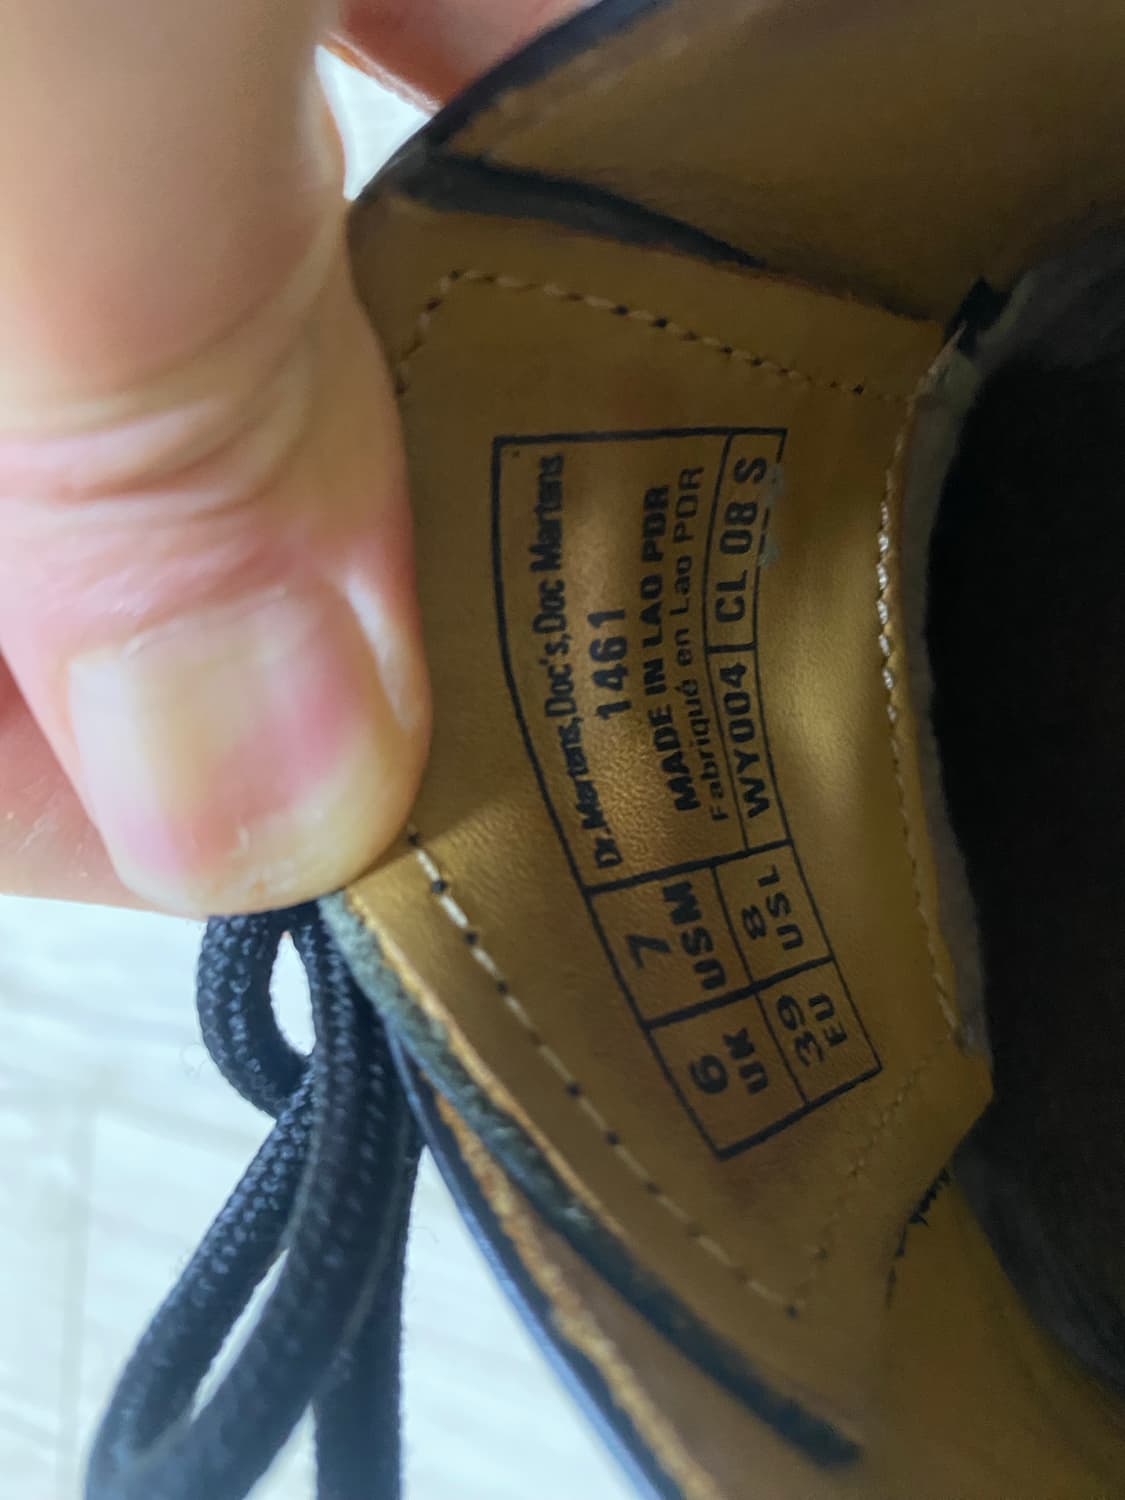 Dr.Martens,Doc's,Doc Martens
1461
MADE IN LAO PDR
Fabriqué en Lao PDR
WY004 CL 08 S
6 UK
7 USM
39 EU
8 USL